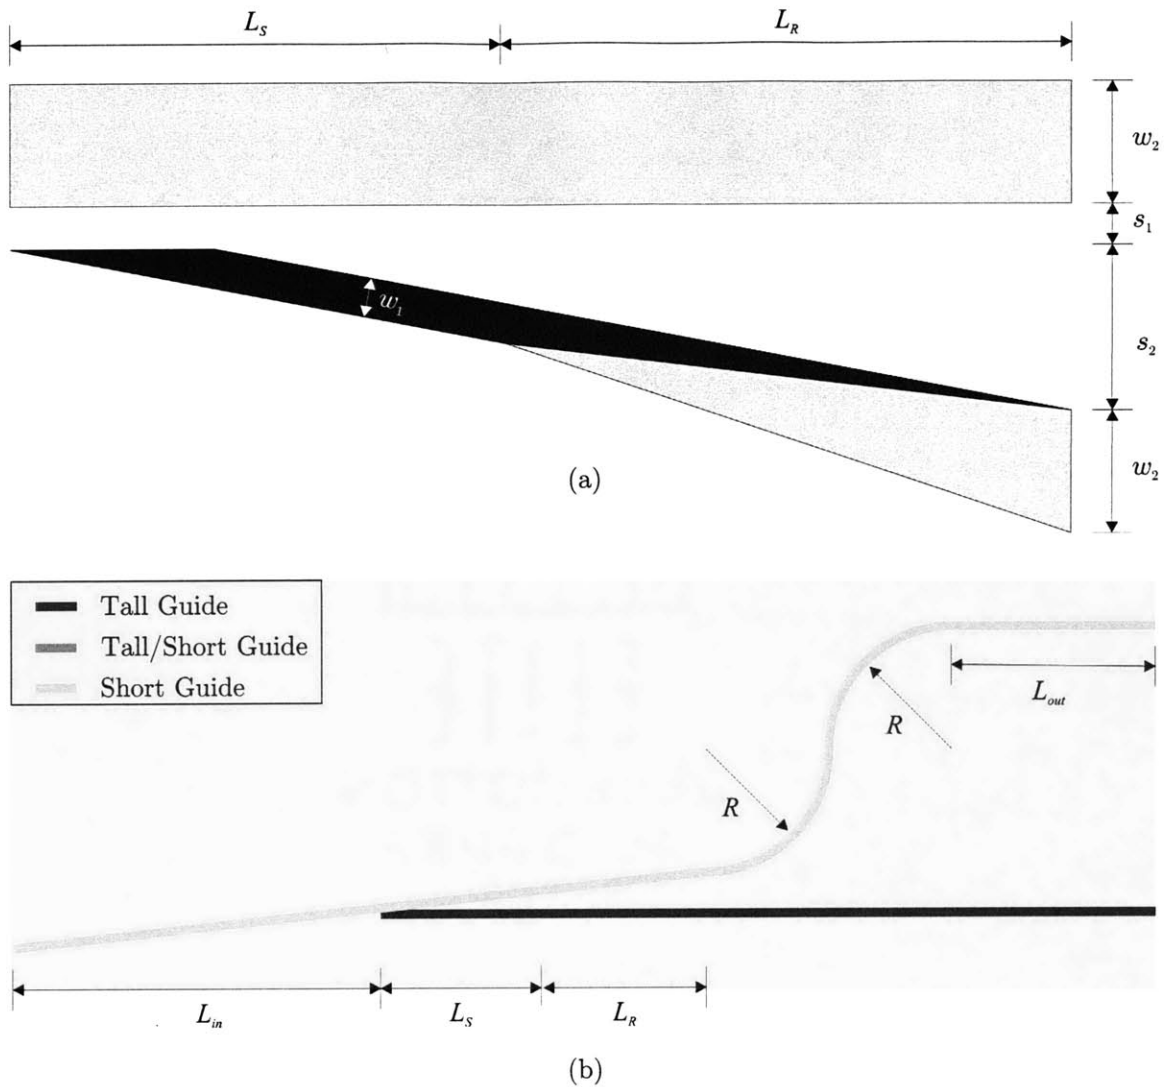 L_S
L_R
w_2
s_1
w_1
s_2
w_2
(a)
Tall Guide
Tall/Short Guide
Short Guide
L_out
R
R
L_in
L_S
L_R
(b)